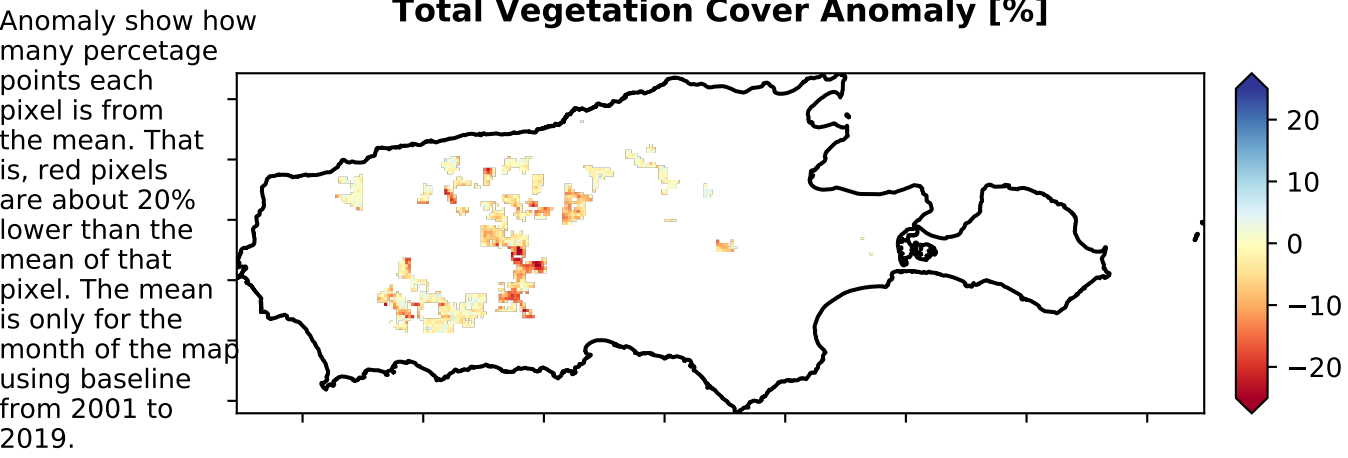 Total Vegetation Cover Anomaly [%]
Anomaly show how
many percetage
points each
pixel is from
the mean. That
is, red pixels
are about 20%
lower than the
mean of that
pixel. The mean
is only for the
month of the map
using baseline
from 2001 to
2019.
20
10
0
−10
−20